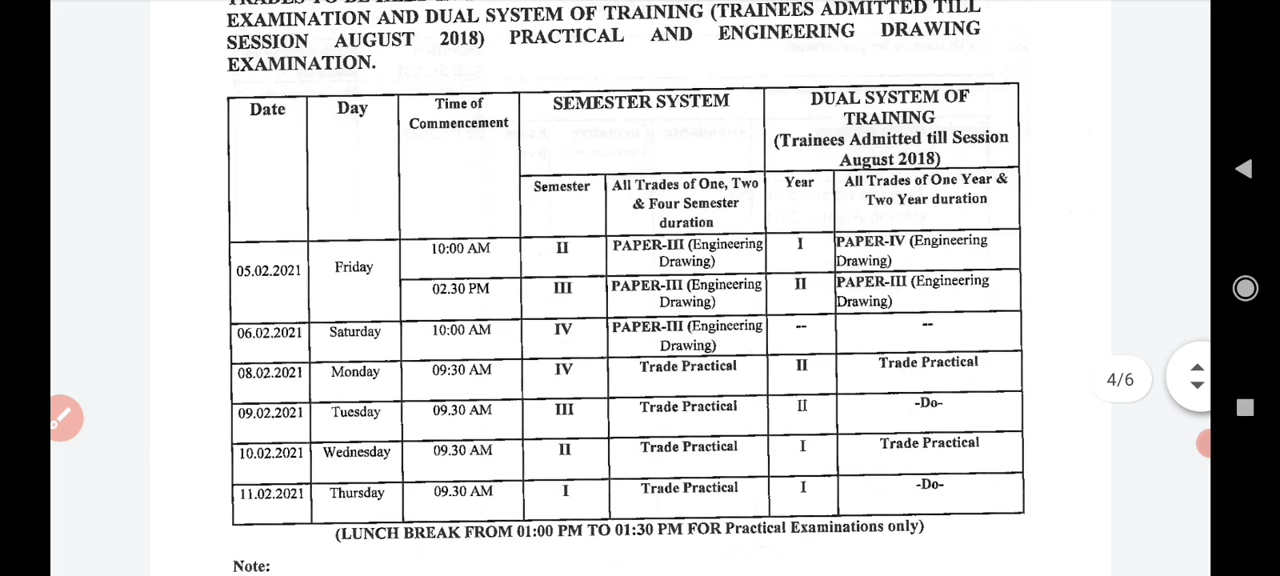 EXAMINATION AND DUAL SYSTEM OF TRAINING (TRAINEES ADMITTED TILL
SESSION AUGUST 2018) PRACTICAL AND ENGINEERING DRAWING
EXAMINATION.
Date Day Time of Commencement SEMESTER SYSTEM DUAL SYSTEM OF TRAINING (Trainees Admitted till Session August 2018)
Semester All Trades of One, Two & Four Semester duration Year All Trades of One Year & Two Year duration
05.02.2021 Friday 10:00 AM II PAPER-III (Engineering Drawing) I PAPER-IV (Engineering Drawing)
02.30 PM III PAPER-III (Engineering Drawing) II PAPER-III (Engineering Drawing)
06.02.2021 Saturday 10:00 AM IV PAPER-III (Engineering Drawing) -- --
08.02.2021 Monday 09:30 AM IV Trade Practical II Trade Practical
09.02.2021 Tuesday 09.30 AM III Trade Practical II -Do-
10.02.2021 Wednesday 09.30 AM II Trade Practical I Trade Practical
11.02.2021 Thursday 09.30 AM I Trade Practical I -Do-
(LUNCH BREAK FROM 01:00 PM TO 01:30 PM FOR Practical Examinations only)
Note:
4/6